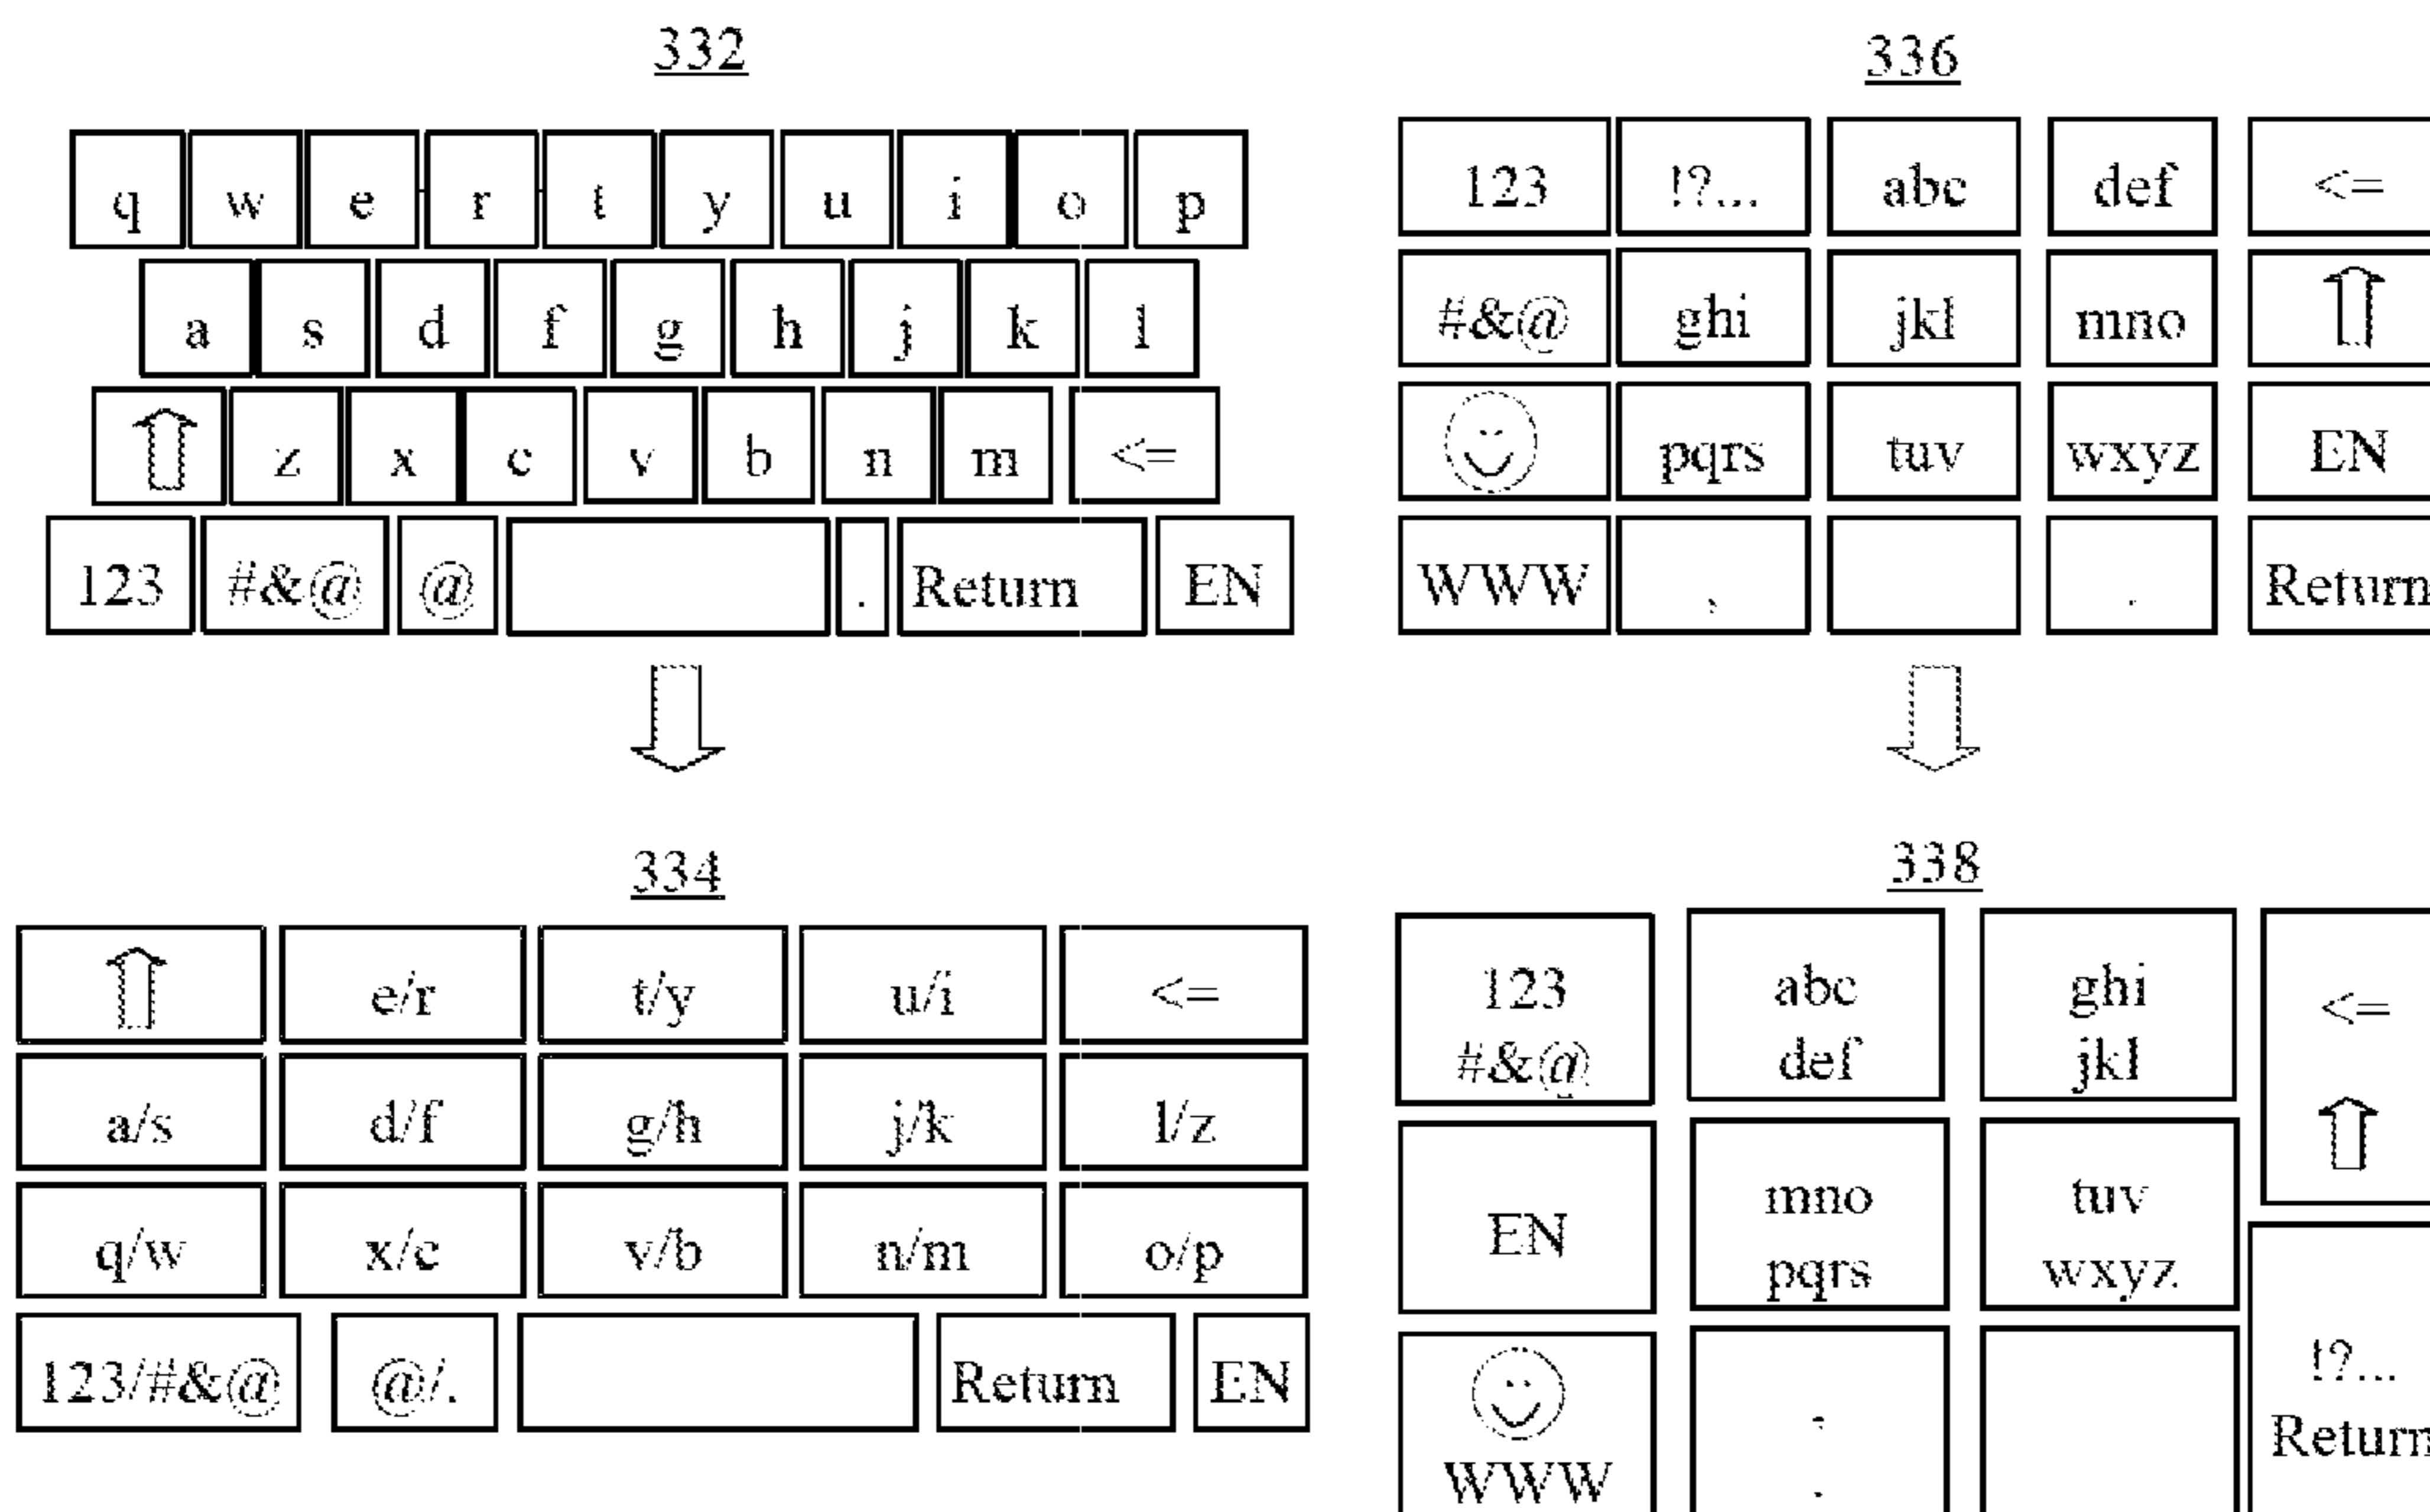 332
q w e r t y u i o p
a s d f g h j k l
z x c v b n m <=
123 #&@ @ . Return EN
336
123 !?... abc def <=
#&@ ghi jkl mno
pqrs tuv wxyz EN
WWW , . Return
334
e/r t/y u/i <=
a/s d/f g/h j/k l/z
q/w x/c v/b n/m o/p
123/#&@ @/. Return EN
338
123 abc ghi <=
#&@ def jkl
EN mno tuv
pqrs wxyz
!?...
WWW Return